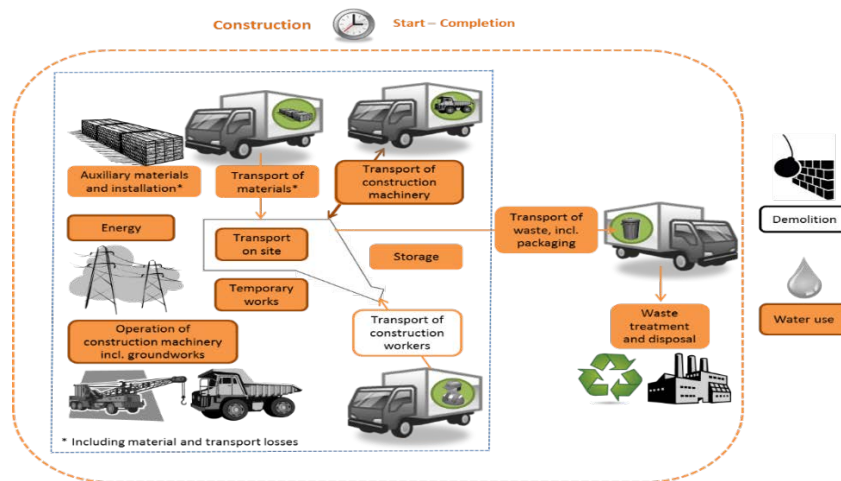 Construction
Start – Completion
Auxiliary materials
and installation*
Transport of
materials*
Transport of
construction
machinery
Energy
Transport
on site
Storage
Transport of
waste, incl.
packaging
Demolition
Temporary
works
Operation of
construction machinery
incl. groundworks
Transport of
construction
workers
Waste
treatment
and disposal
Water use
* Including material and transport losses